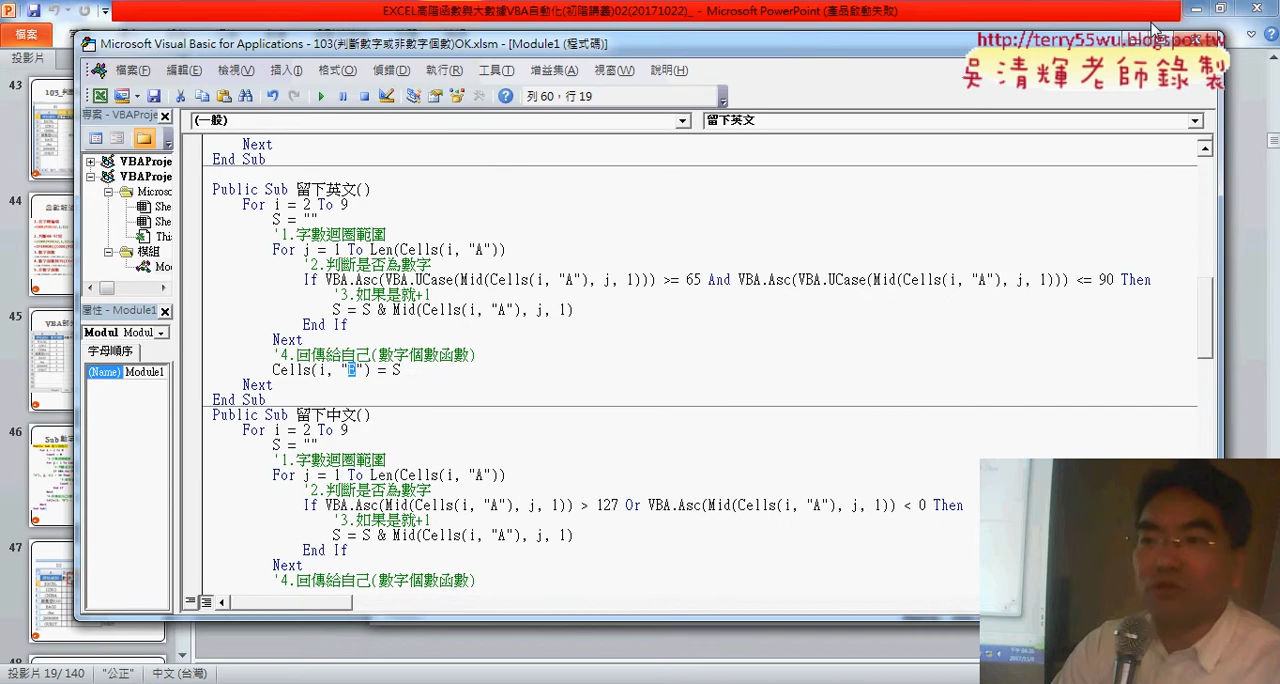 EXCEL高階函數與大數據VBA自動化(初階講義)02(20171022)_ - Microsoft PowerPoint (產品啟動失敗)
檔案
投影片
Microsoft Visual Basic for Applications - 103(判斷數字或非數字個數)OK.xlsm - [Module1 (程式碼)]
http://terry55wu.blogspot.tw
吳清輝老師錄製
檔案(F) 編輯(E) 檢視(V) 插入(I) 格式(O) 偵錯(D) 執行(R) 工具(T) 增益集(A) 視窗(W) 說明(H)
列 60，行 19
專案 - VBAProje
(一般)
留下英文
VBAProje
VBAProje
Microso
She
She
Thi
模組
Mo
屬性 - Module1
Modul Modul
字母順序
(Name) Module1
Next
End Sub
Public Sub 留下英文()
For i = 2 To 9
S = ""
'1.字數迴圈範圍
For j = 1 To Len(Cells(i, "A"))
'2.判斷是否為數字
If VBA.Asc(VBA.UCase(Mid(Cells(i, "A"), j, 1))) >= 65 And VBA.Asc(VBA.UCase(Mid(Cells(i, "A"), j, 1))) <= 90 Then
'3.如果是就+1
S = S & Mid(Cells(i, "A"), j, 1)
End If
Next
'4.回傳給自己(數字個數函數)
Cells(i, "E") = S
Next
End Sub
Public Sub 留下中文()
For i = 2 To 9
S = ""
'1.字數迴圈範圍
For j = 1 To Len(Cells(i, "A"))
'2.判斷是否為數字
If VBA.Asc(Mid(Cells(i, "A"), j, 1)) > 127 Or VBA.Asc(Mid(Cells(i, "A"), j, 1)) < 0 Then
'3.如果是就+1
S = S & Mid(Cells(i, "A"), j, 1)
End If
Next
'4.回傳給自己(數字個數函數)
43
44
45
46
47
投影片 19/140 "公正" 中文 (台灣)